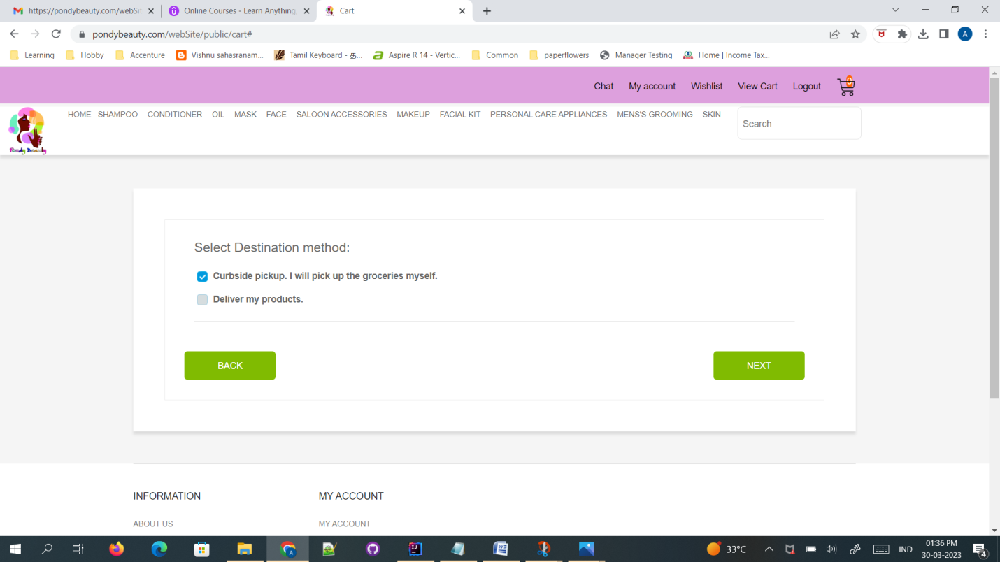 https://pondybeauty.com/webSit
Online Courses - Learn Anything,
Cart
pondybeauty.com/webSite/public/cart#
A
Learning
Hobby
Accenture
Vishnu sahasranam...
Tamil Keyboard - த...
Aspire R 14 - Vertic...
Common
paperflowers
Manager Testing
Home | Income Tax...
Chat
My account
Wishlist
View Cart
Logout
0
Pondy Beauty
HOME
SHAMPOO
CONDITIONER
OIL
MASK
FACE
SALOON ACCESSORIES
MAKEUP
FACIAL KIT
PERSONAL CARE APPLIANCES
MENS'S GROOMING
SKIN
Search
Select Destination method:
Curbside pickup. I will pick up the groceries myself.
Deliver my products.
BACK
NEXT
INFORMATION
MY ACCOUNT
ABOUT US
MY ACCOUNT
33°C
IND
01:36 PM
30-03-2023
4